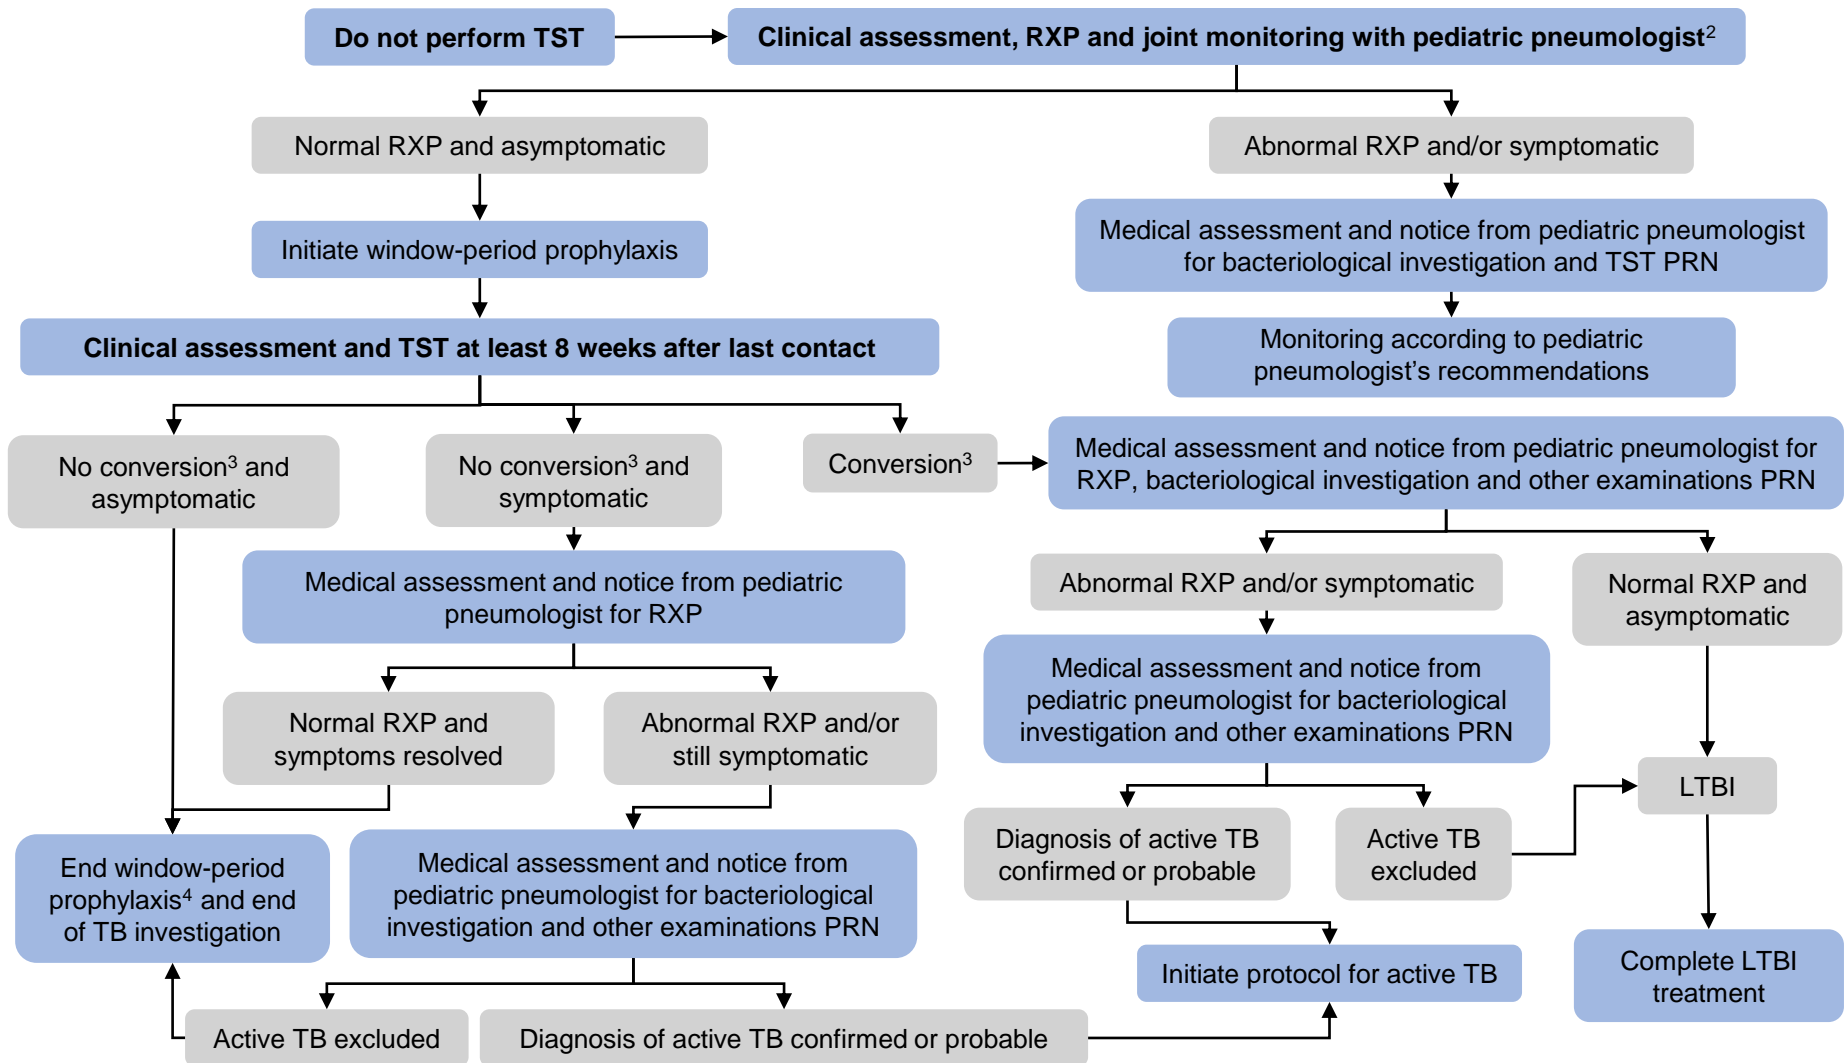 Do not perform TST
Clinical assessment, RXP and joint monitoring with pediatric pneumologist²
Normal RXP and asymptomatic
Abnormal RXP and/or symptomatic
Initiate window-period prophylaxis
Medical assessment and notice from pediatric pneumologist
for bacteriological investigation and TST PRN
Clinical assessment and TST at least 8 weeks after last contact
Monitoring according to pediatric
pneumologist's recommendations
No conversion³ and
asymptomatic
No conversion³ and
symptomatic
Conversion³
Medical assessment and notice from pediatric pneumologist for
RXP, bacteriological investigation and other examinations PRN
Medical assessment and notice from pediatric
pneumologist for RXP
Abnormal RXP and/or symptomatic
Normal RXP and
asymptomatic
Normal RXP and
symptoms resolved
Abnormal RXP and/or
still symptomatic
Medical assessment and notice from
pediatric pneumologist for bacteriological
investigation and other examinations PRN
LTBI
End window-period
prophylaxis⁴ and end
of TB investigation
Medical assessment and notice from
pediatric pneumologist for bacteriological
investigation and other examinations PRN
Diagnosis of active TB
confirmed or probable
Active TB
excluded
Initiate protocol for active TB
Complete LTBI
treatment
Active TB excluded
Diagnosis of active TB confirmed or probable